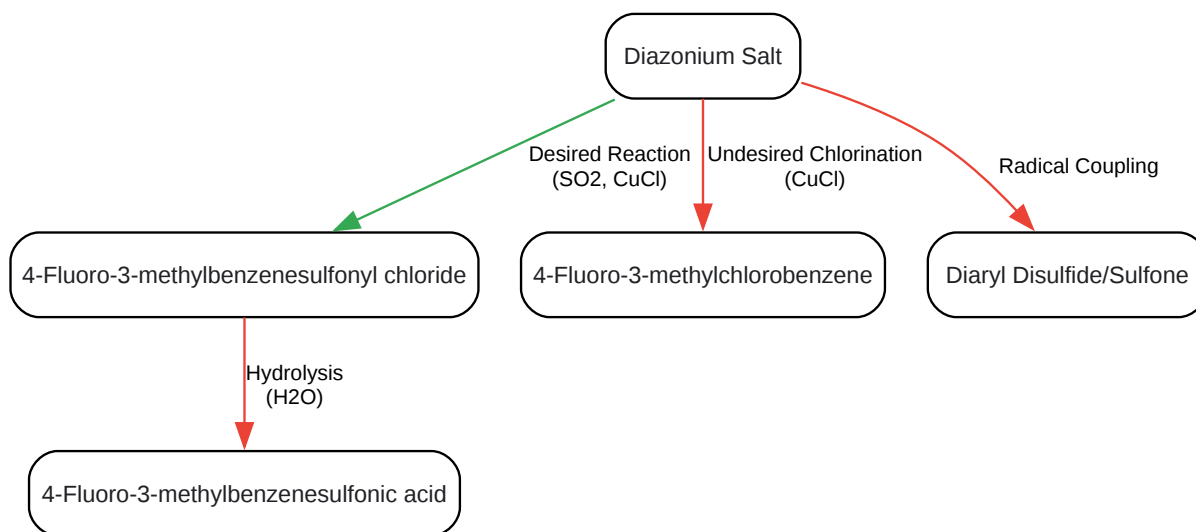 Diazonium Salt
Desired Reaction
(SO2, CuCl)
Undesired Chlorination
(CuCl)
Radical Coupling
4-Fluoro-3-methylbenzenesulfonyl chloride
4-Fluoro-3-methylchlorobenzene
Diaryl Disulfide/Sulfone
Hydrolysis
(H2O)
4-Fluoro-3-methylbenzenesulfonic acid